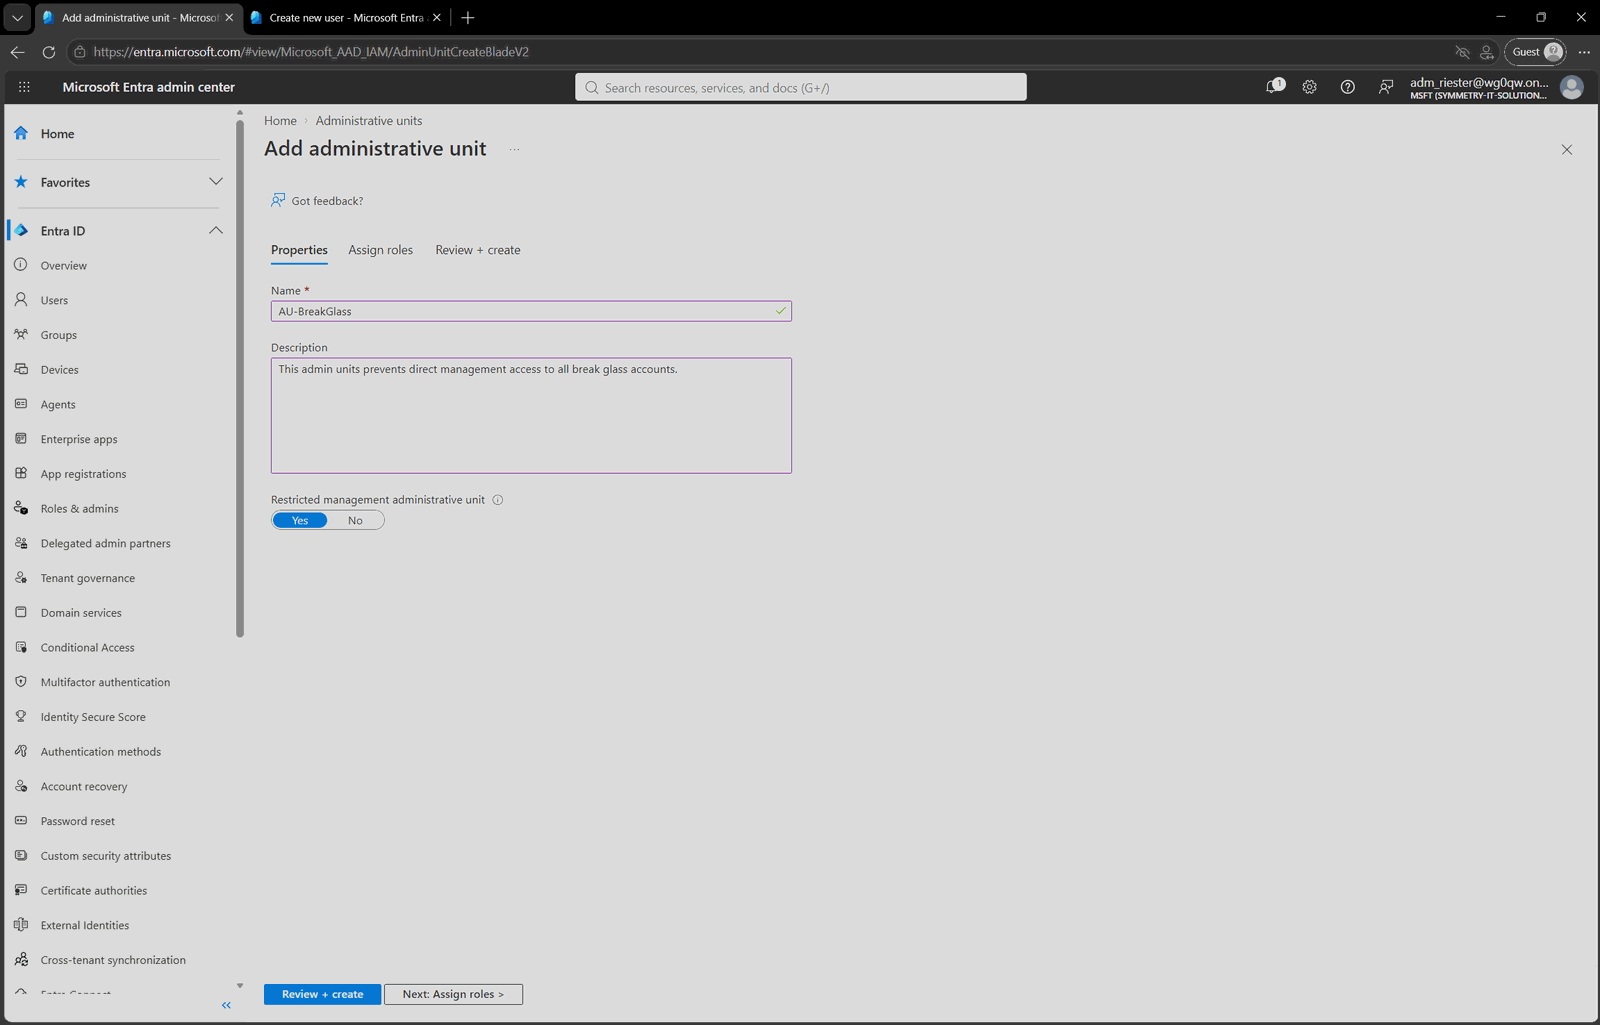 Add administrative unit - Microsof
Create new user - Microsoft Entra
https://entra.microsoft.com/#view/Microsoft_AAD_IAM/AdminUnitCreateBladeV2
Guest
Microsoft Entra admin center
Search resources, services, and docs (G+/)
1
adm_riester@wg0qw.on...
MSFT (SYMMETRY-IT-SOLUTION...
Home
Favorites
Entra ID
Overview
Users
Groups
Devices
Agents
Enterprise apps
App registrations
Roles & admins
Delegated admin partners
Tenant governance
Domain services
Conditional Access
Multifactor authentication
Identity Secure Score
Authentication methods
Account recovery
Password reset
Custom security attributes
Certificate authorities
External Identities
Cross-tenant synchronization
Entra Connect
Home > Administrative units
Add administrative unit ...
Got feedback?
Properties Assign roles Review + create
Name *
AU-BreakGlass
Description
This admin units prevents direct management access to all break glass accounts.
Restricted management administrative unit
Yes No
Review + create Next: Assign roles >